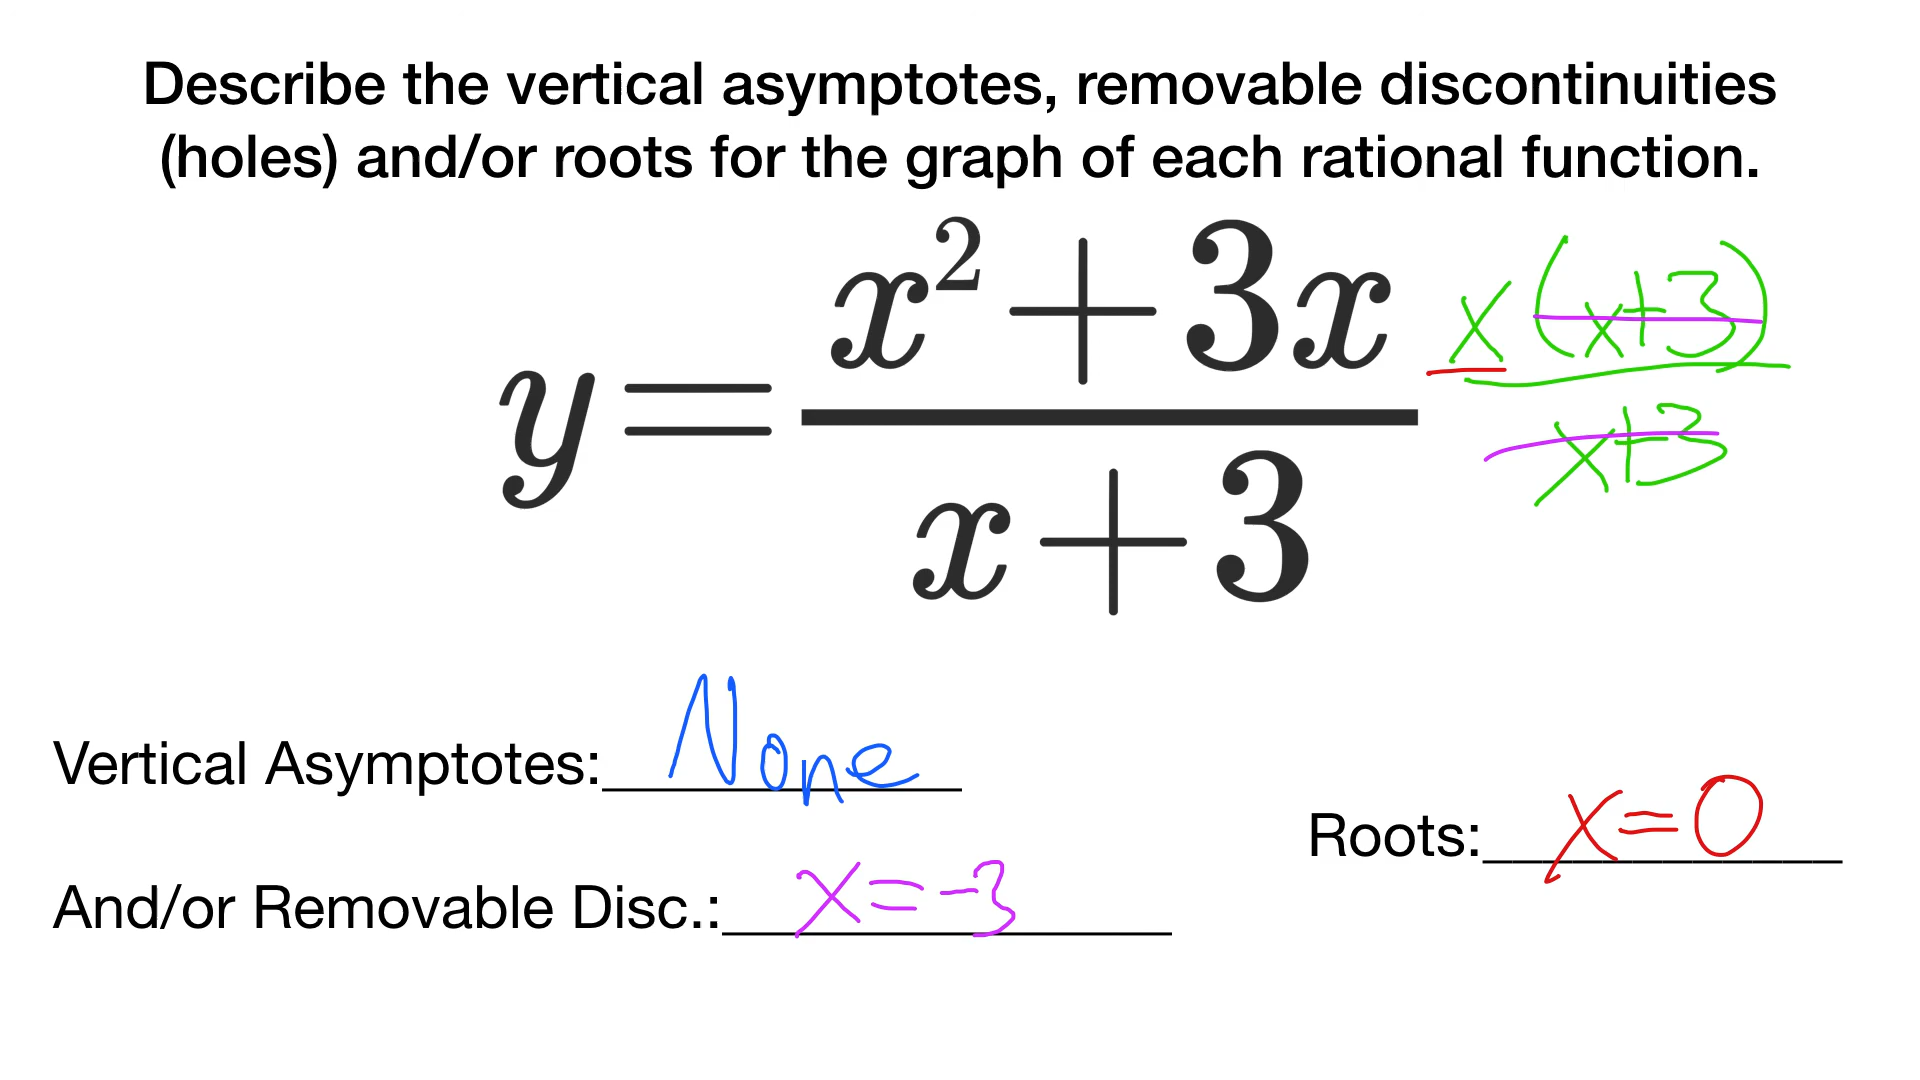 Describe the vertical asymptotes, removable discontinuities
(holes) and/or roots for the graph of each rational function.
y = x² + 3x / x + 3
x (x+3) / x+3
Vertical Asymptotes: None
Roots: x = 0
And/or Removable Disc.: x = -3